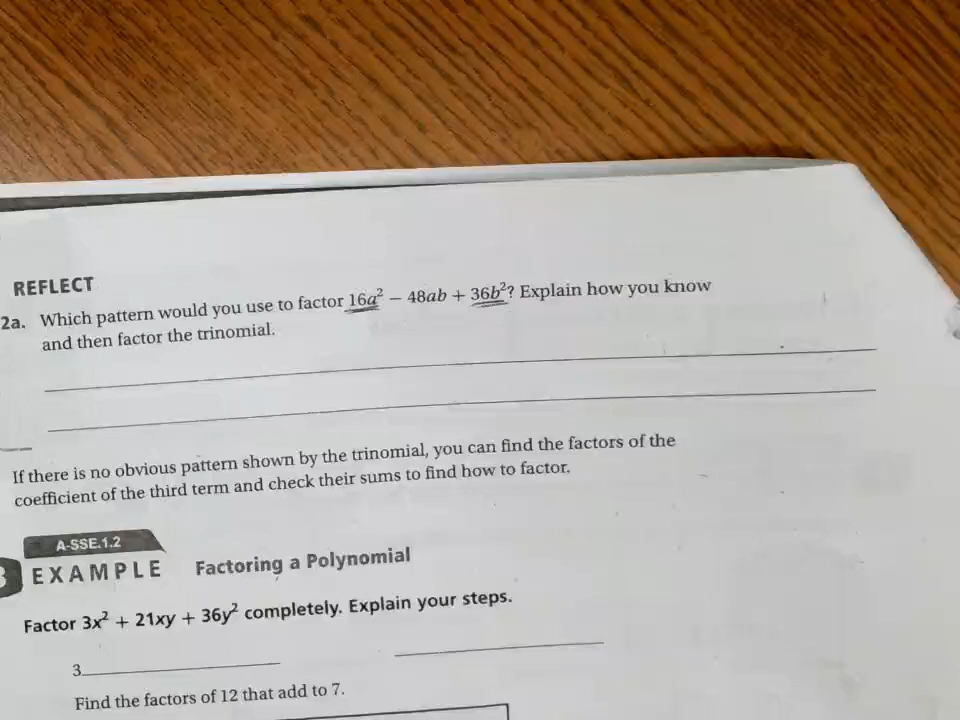 REFLECT
2a. Which pattern would you use to factor 16a² − 48ab + 36b²? Explain how you know
and then factor the trinomial.
If there is no obvious pattern shown by the trinomial, you can find the factors of the
coefficient of the third term and check their sums to find how to factor.
A-SSE.1.2
3 EXAMPLE Factoring a Polynomial
Factor 3x² + 21xy + 36y² completely. Explain your steps.
3
Find the factors of 12 that add to 7.